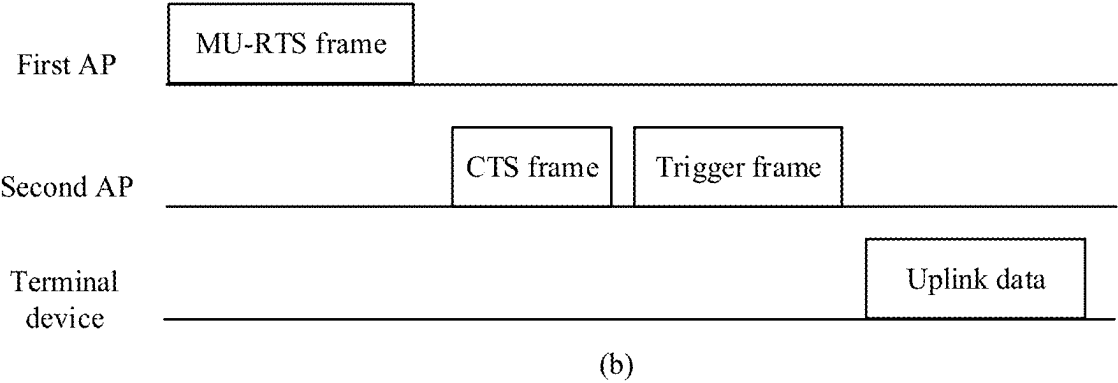 First AP
MU-RTS frame
Second AP
CTS frame
Trigger frame
Terminal
device
Uplink data
(b)